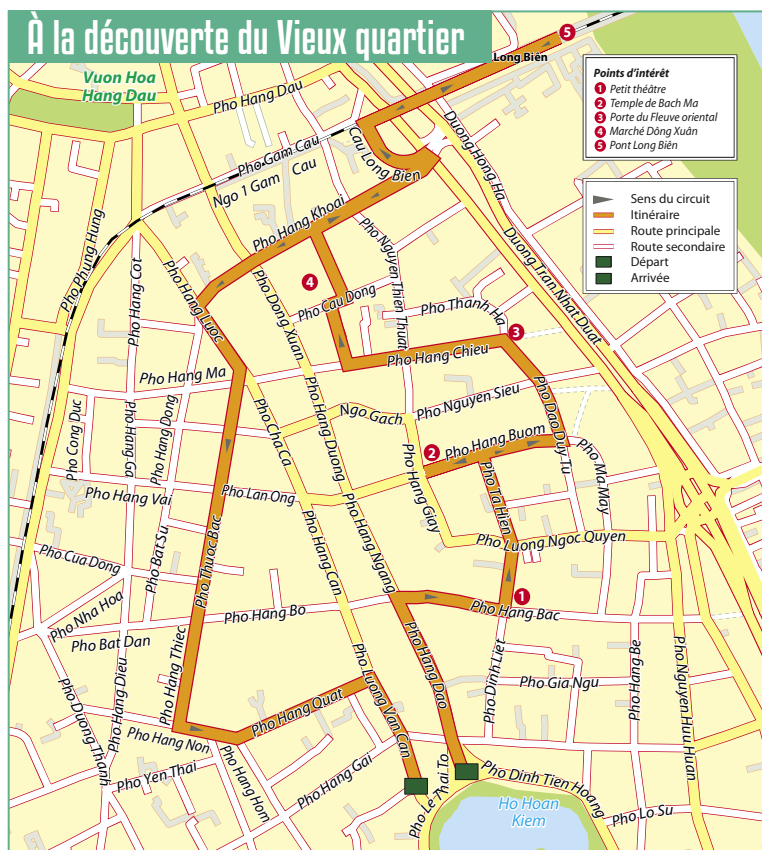 À la découverte du Vieux quartier
Points d'intérêt
1 Petit théâtre
2 Temple de Bach Ma
3 Porte du Fleuve oriental
4 Marché Dông Xuân
5 Pont Long Biên
Sens du circuit
Itinéraire
Route principale
Route secondaire
Départ
Arrivée
5
Long Biên
Vuon Hoa
Hang Dau
Pho Hang Dau
Pho Gam Cau
Cau Long Bien
Duong Hong Ha
Ngo 1 Gam Cau
Pho Phung Hung
Pho Hang Cot
Pho Hang Khoai
Pho Nguyen Thien Thuat
Duong Tran Nhat Duat
Pho Hang Luoc
Pho Dong Xuan
4
Pho Cau Dong
Pho Thanh Ha
3
Pho Hang Chieu
Pho Hang Ma
Pho Cong Duc
Pho Hang Ga
Pho Hang Dong
Pho Cha Ca
Pho Hang Duong
Ngo Gach
Pho Nguyen Sieu
Pho Dao Duy Tu
2
Pho Hang Buom
Pho Ma May
Pho Hang Giay
Pho Ta Hien
Pho Hang Vai
Pho Lan Ong
Pho Bat Su
Pho Thuoc Bac
Pho Hang Can
Pho Hang Ngang
Pho Luong Ngoc Quyen
Pho Cua Dong
Pho Nha Hoa
Pho Hang Bo
1
Pho Hang Bac
Pho Bat Dan
Pho Hang Thiec
Pho Hang Dieu
Pho Duong Thanh
Pho Luong Van Can
Pho Hang Dao
Pho Dinh Liet
Pho Hang Be
Pho Nguyen Huu Huan
Pho Gia Ngu
Pho Hang Quat
Pho Hang Non
Pho Yen Thai
Pho Hang Hom
Pho Hang Gai
Pho Le Thai To
Pho Dinh Tien Hoang
Ho Hoan
Kiem
Pho Lo Su